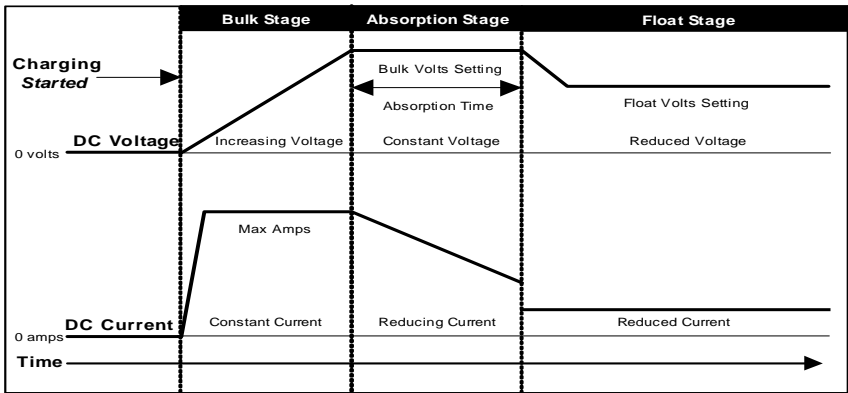 Bulk Stage
Absorption Stage
Float Stage
Charging
Started
Bulk Volts Setting
Absorption Time
Float Volts Setting
DC Voltage
0 volts
Increasing Voltage
Constant Voltage
Reduced Voltage
Max Amps
DC Current
0 amps
Constant Current
Reducing Current
Reduced Current
Time